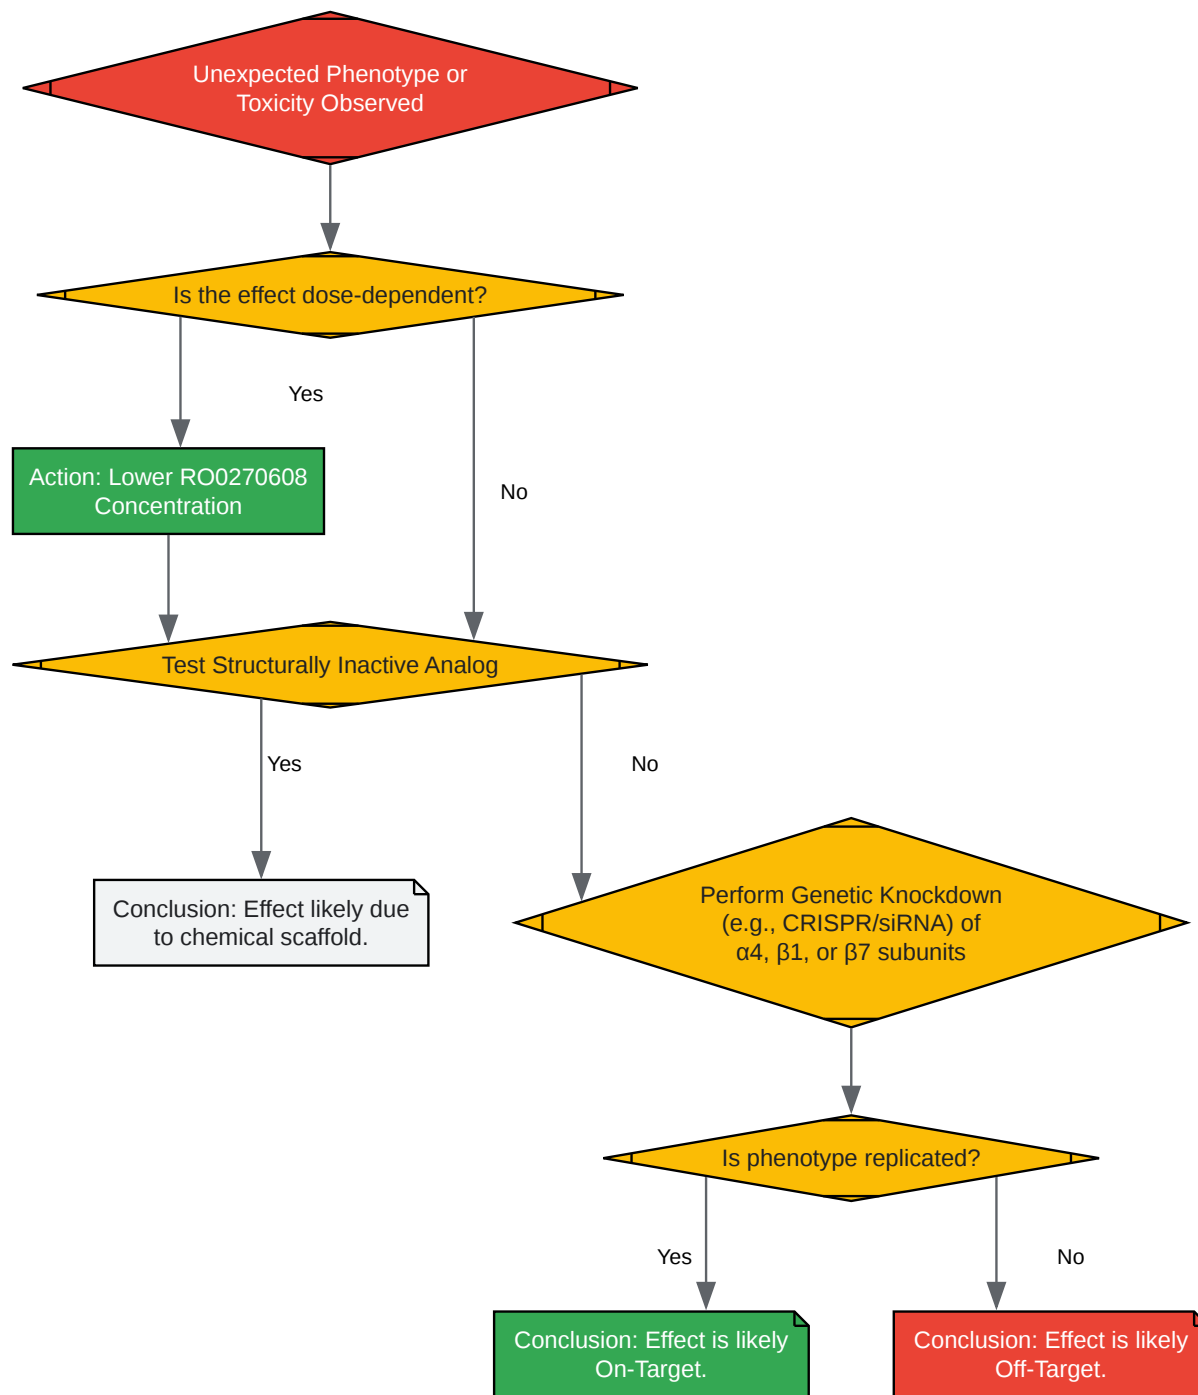 Unexpected Phenotype or
Toxicity Observed
Is the effect dose-dependent?
Yes
Action: Lower RO0270608
Concentration
No
Test Structurally Inactive Analog
Yes
No
Conclusion: Effect likely due
to chemical scaffold.
Perform Genetic Knockdown
(e.g., CRISPR/siRNA) of
α4, β1, or β7 subunits
Is phenotype replicated?
Yes
No
Conclusion: Effect is likely
On-Target.
Conclusion: Effect is likely
Off-Target.